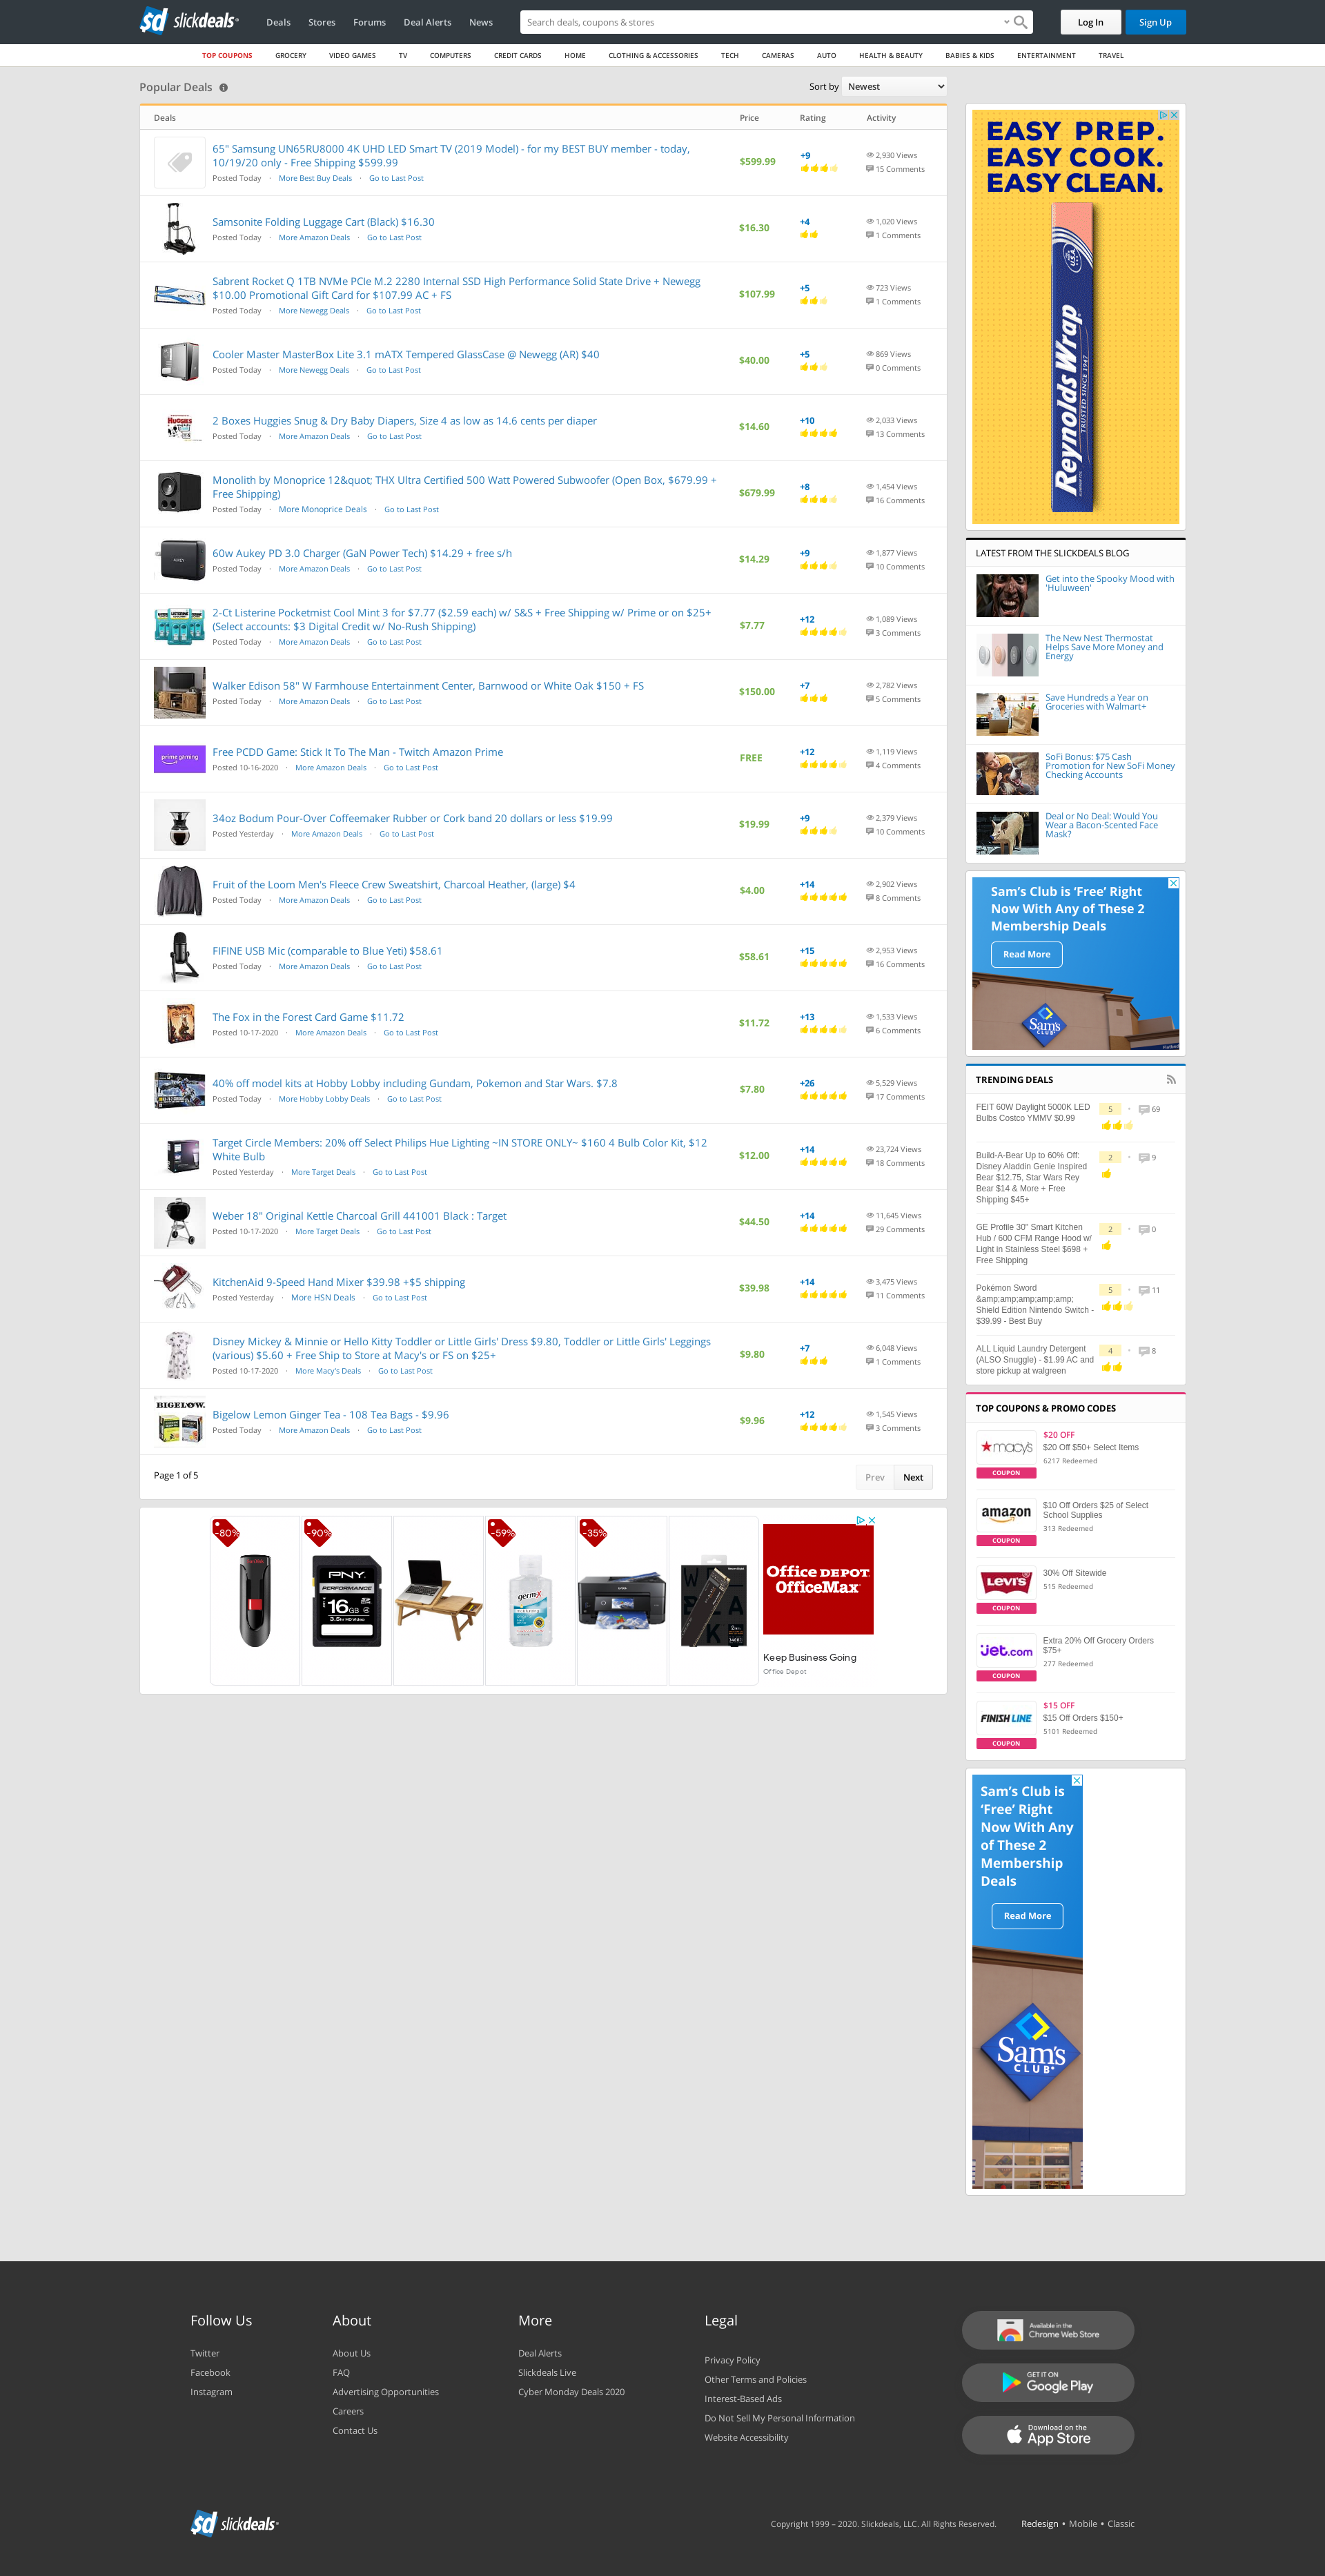 slickdeals
Deals
Stores
Forums
Deal Alerts
News
Search deals, coupons & stores
Log In
Sign Up
TOP COUPONS
GROCERY
VIDEO GAMES
TV
COMPUTERS
CREDIT CARDS
HOME
CLOTHING & ACCESSORIES
TECH
CAMERAS
AUTO
HEALTH & BEAUTY
BABIES & KIDS
ENTERTAINMENT
TRAVEL
Popular Deals
Sort by Newest
Deals Price Rating Activity
65" Samsung UN65RU8000 4K UHD LED Smart TV (2019 Model) - for my BEST BUY member - today,
10/19/20 only - Free Shipping $599.99
Posted Today · More Best Buy Deals · Go to Last Post
$599.99
+9
2,930 Views
15 Comments
Samsonite Folding Luggage Cart (Black) $16.30
Posted Today · More Amazon Deals · Go to Last Post
$16.30
+4
1,020 Views
1 Comments
Sabrent Rocket Q 1TB NVMe PCIe M.2 2280 Internal SSD High Performance Solid State Drive + Newegg
$10.00 Promotional Gift Card for $107.99 AC + FS
Posted Today · More Newegg Deals · Go to Last Post
$107.99
+5
723 Views
1 Comments
Cooler Master MasterBox Lite 3.1 mATX Tempered GlassCase @ Newegg (AR) $40
Posted Today · More Newegg Deals · Go to Last Post
$40.00
+5
869 Views
0 Comments
2 Boxes Huggies Snug & Dry Baby Diapers, Size 4 as low as 14.6 cents per diaper
Posted Today · More Amazon Deals · Go to Last Post
$14.60
+10
2,033 Views
13 Comments
Monolith by Monoprice 12&quot; THX Ultra Certified 500 Watt Powered Subwoofer (Open Box, $679.99 +
Free Shipping)
Posted Today · More Monoprice Deals · Go to Last Post
$679.99
+8
1,454 Views
16 Comments
60w Aukey PD 3.0 Charger (GaN Power Tech) $14.29 + free s/h
Posted Today · More Amazon Deals · Go to Last Post
$14.29
+9
1,877 Views
10 Comments
2-Ct Listerine Pocketmist Cool Mint 3 for $7.77 ($2.59 each) w/ S&S + Free Shipping w/ Prime or on $25+
(Select accounts: $3 Digital Credit w/ No-Rush Shipping)
Posted Today · More Amazon Deals · Go to Last Post
$7.77
+12
1,089 Views
3 Comments
Walker Edison 58" W Farmhouse Entertainment Center, Barnwood or White Oak $150 + FS
Posted Today · More Amazon Deals · Go to Last Post
$150.00
+7
2,782 Views
5 Comments
prime gaming
Free PCDD Game: Stick It To The Man - Twitch Amazon Prime
Posted 10-16-2020 · More Amazon Deals · Go to Last Post
FREE
+12
1,119 Views
4 Comments
34oz Bodum Pour-Over Coffeemaker Rubber or Cork band 20 dollars or less $19.99
Posted Yesterday · More Amazon Deals · Go to Last Post
$19.99
+9
2,379 Views
10 Comments
Fruit of the Loom Men's Fleece Crew Sweatshirt, Charcoal Heather, (large) $4
Posted Today · More Amazon Deals · Go to Last Post
$4.00
+14
2,902 Views
8 Comments
FIFINE USB Mic (comparable to Blue Yeti) $58.61
Posted Today · More Amazon Deals · Go to Last Post
$58.61
+15
2,953 Views
16 Comments
The Fox in the Forest Card Game $11.72
Posted 10-17-2020 · More Amazon Deals · Go to Last Post
$11.72
+13
1,533 Views
6 Comments
40% off model kits at Hobby Lobby including Gundam, Pokemon and Star Wars. $7.8
Posted Today · More Hobby Lobby Deals · Go to Last Post
$7.80
+26
5,529 Views
17 Comments
Target Circle Members: 20% off Select Philips Hue Lighting ~IN STORE ONLY~ $160 4 Bulb Color Kit, $12
White Bulb
Posted Yesterday · More Target Deals · Go to Last Post
$12.00
+14
23,724 Views
18 Comments
Weber 18" Original Kettle Charcoal Grill 441001 Black : Target
Posted 10-17-2020 · More Target Deals · Go to Last Post
$44.50
+14
11,645 Views
29 Comments
KitchenAid 9-Speed Hand Mixer $39.98 +$5 shipping
Posted Yesterday · More HSN Deals · Go to Last Post
$39.98
+14
3,475 Views
11 Comments
Disney Mickey & Minnie or Hello Kitty Toddler or Little Girls' Dress $9.80, Toddler or Little Girls' Leggings
(various) $5.60 + Free Ship to Store at Macy's or FS on $25+
Posted 10-17-2020 · More Macy's Deals · Go to Last Post
$9.80
+7
6,048 Views
1 Comments
BIGELOW
Bigelow Lemon Ginger Tea - 108 Tea Bags - $9.96
Posted Today · More Amazon Deals · Go to Last Post
$9.96
+12
1,545 Views
3 Comments
Page 1 of 5
Prev
Next
-80%
-90%
-59%
-35%
PNY
PERFORMANCE
16GB
germ-X
Office DEPOT
OfficeMax
Keep Business Going
Office Depot
EASY PREP.
EASY COOK.
EASY CLEAN.
Reynolds Wrap
TRUSTED SINCE 1947
LATEST FROM THE SLICKDEALS BLOG
Get into the Spooky Mood with
'Huluween'
The New Nest Thermostat
Helps Save More Money and
Energy
Save Hundreds a Year on
Groceries with Walmart+
SoFi Bonus: $75 Cash
Promotion for New SoFi Money
Checking Accounts
Deal or No Deal: Would You
Wear a Bacon-Scented Face
Mask?
Sam's Club is 'Free' Right
Now With Any of These 2
Membership Deals
Read More
Sam's
CLUB
TRENDING DEALS
FEIT 60W Daylight 5000K LED
Bulbs Costco YMMV $0.99
5 · 69
Build-A-Bear Up to 60% Off:
Disney Aladdin Genie Inspired
Bear $12.75, Star Wars Rey
Bear $14 & More + Free
Shipping $45+
2 · 9
GE Profile 30" Smart Kitchen
Hub / 600 CFM Range Hood w/
Light in Stainless Steel $698 +
Free Shipping
2 · 0
Pokémon Sword
&amp;amp;amp;amp;amp;
Shield Edition Nintendo Switch -
$39.99 - Best Buy
5 · 11
ALL Liquid Laundry Detergent
(ALSO Snuggle) - $1.99 AC and
store pickup at walgreen
4 · 8
TOP COUPONS & PROMO CODES
macy's
COUPON
$20 OFF
$20 Off $50+ Select Items
6217 Redeemed
amazon
COUPON
$10 Off Orders $25 of Select
School Supplies
313 Redeemed
LEVI'S
COUPON
30% Off Sitewide
515 Redeemed
jet.com
COUPON
Extra 20% Off Grocery Orders
$75+
277 Redeemed
FINISH LINE
COUPON
$15 OFF
$15 Off Orders $150+
5101 Redeemed
Sam's Club is
'Free' Right
Now With Any
of These 2
Membership
Deals
Read More
Sam's
CLUB
Follow Us
Twitter
Facebook
Instagram
About
About Us
FAQ
Advertising Opportunities
Careers
Contact Us
More
Deal Alerts
Slickdeals Live
Cyber Monday Deals 2020
Legal
Privacy Policy
Other Terms and Policies
Interest-Based Ads
Do Not Sell My Personal Information
Website Accessibility
Available in the
Chrome Web Store
GET IT ON
Google Play
Download on the
App Store
slickdeals
Copyright 1999 – 2020. Slickdeals, LLC. All Rights Reserved.
Redesign • Mobile • Classic